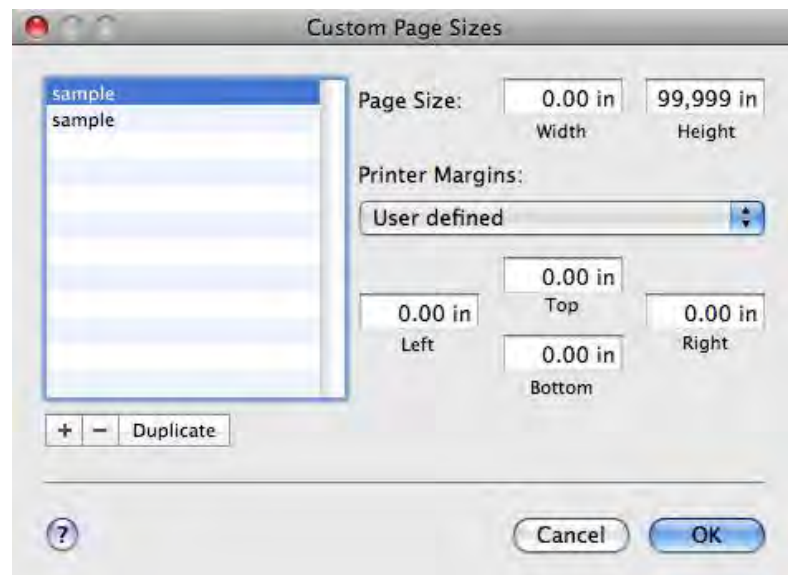 Custom Page Sizes
sample
sample
Page Size:
0.00 in
99,999 in
Width
Height
Printer Margins:
User defined
0.00 in
Top
0.00 in
Left
0.00 in
Right
0.00 in
Bottom
+
−
Duplicate
?
Cancel
OK